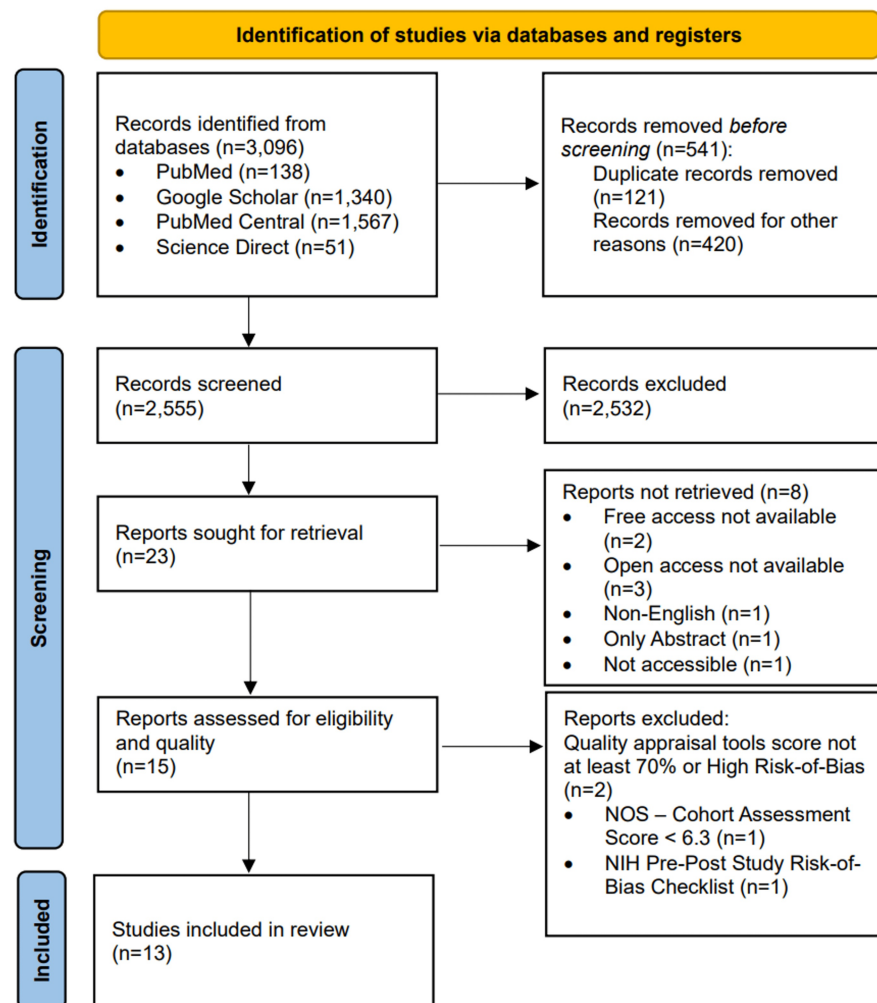 Identification of studies via databases and registers
Identification
Records identified from
databases (n=3,096)
• PubMed (n=138)
• Google Scholar (n=1,340)
• PubMed Central (n=1,567)
• Science Direct (n=51)
Records removed before
screening (n=541):
Duplicate records removed
(n=121)
Records removed for other
reasons (n=420)
Screening
Records screened
(n=2,555)
Records excluded
(n=2,532)
Reports sought for retrieval
(n=23)
Reports not retrieved (n=8)
• Free access not available
(n=2)
• Open access not available
(n=3)
• Non-English (n=1)
• Only Abstract (n=1)
• Not accessible (n=1)
Reports assessed for eligibility
and quality
(n=15)
Reports excluded:
Quality appraisal tools score not
at least 70% or High Risk-of-Bias
(n=2)
• NOS – Cohort Assessment
Score < 6.3 (n=1)
• NIH Pre-Post Study Risk-of-
Bias Checklist (n=1)
Included
Studies included in review
(n=13)